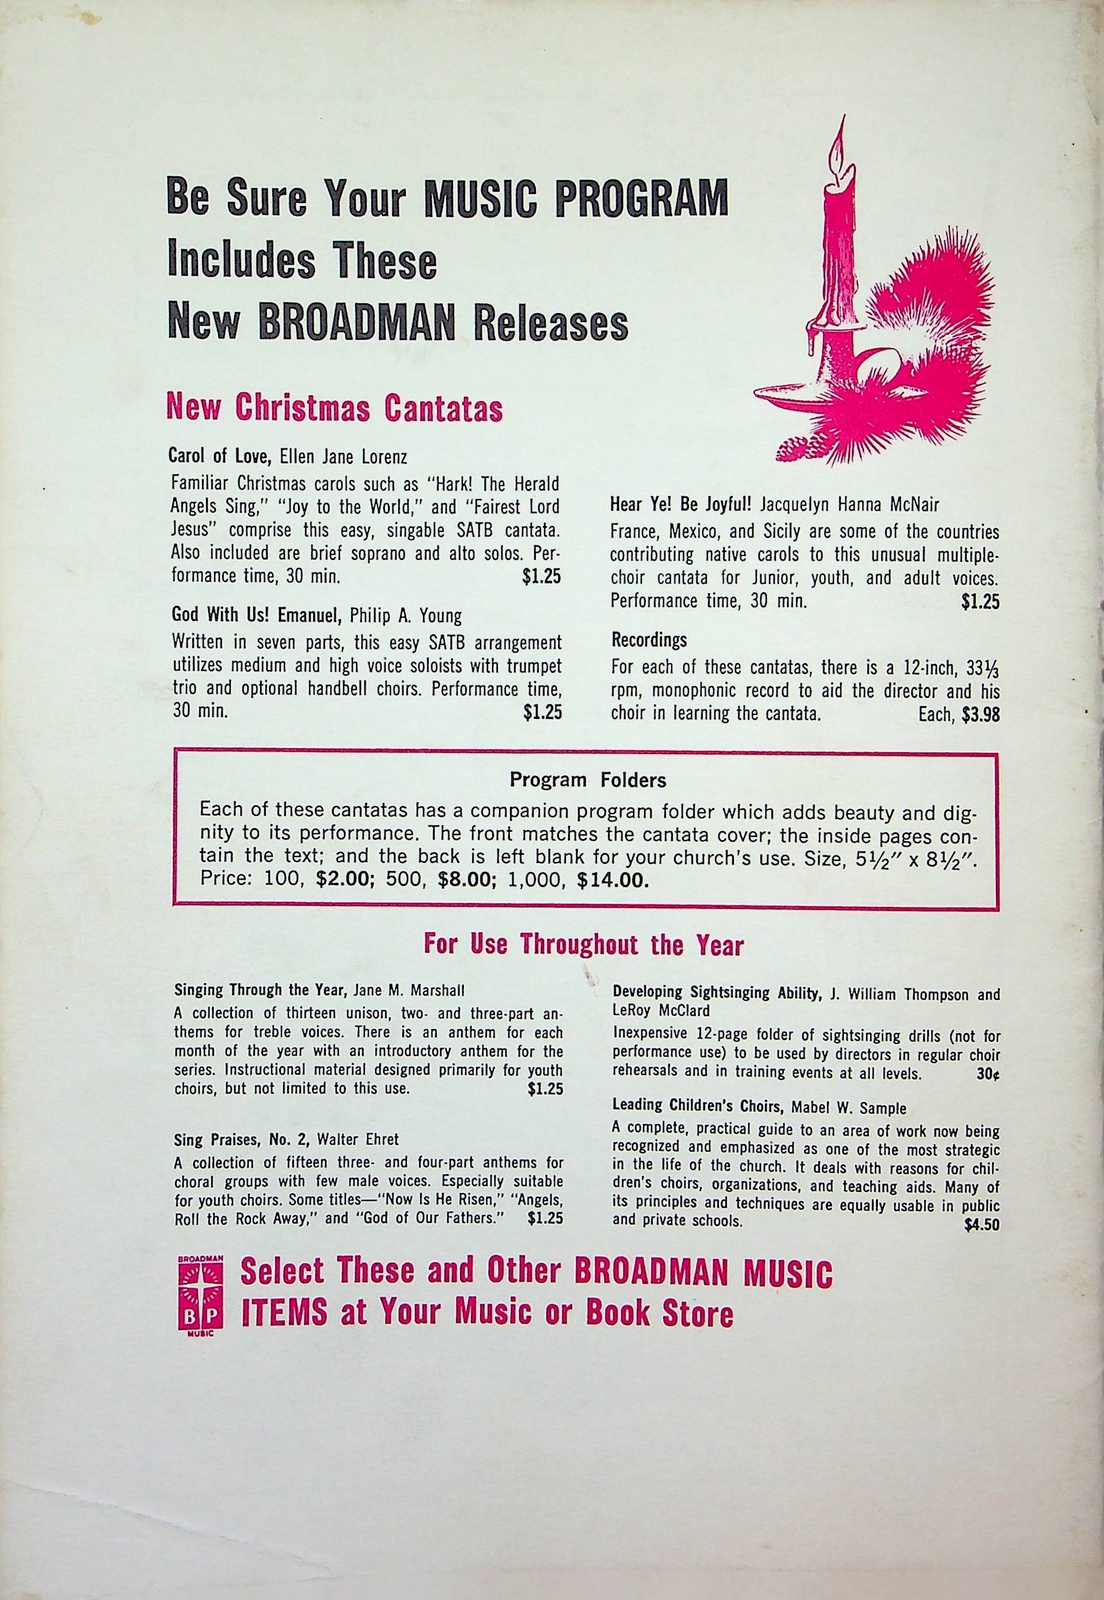 Be Sure Your MUSIC PROGRAM
Includes These
New BROADMAN Releases
New Christmas Cantatas
Carol of Love, Ellen Jane Lorenz
Familiar Christmas carols such as "Hark! The Herald
Angels Sing," "Joy to the World," and "Fairest Lord
Jesus" comprise this easy, singable SATB cantata.
Also included are brief soprano and alto solos. Per-
formance time, 30 min. $1.25
God With Us! Emanuel, Philip A. Young
Written in seven parts, this easy SATB arrangement
utilizes medium and high voice soloists with trumpet
trio and optional handbell choirs. Performance time,
30 min. $1.25
Hear Ye! Be Joyful! Jacquelyn Hanna McNair
France, Mexico, and Sicily are some of the countries
contributing native carols to this unusual multiple-
choir cantata for Junior, youth, and adult voices.
Performance time, 30 min. $1.25
Recordings
For each of these cantatas, there is a 12-inch, 33⅓
rpm, monophonic record to aid the director and his
choir in learning the cantata. Each, $3.98
Program Folders
Each of these cantatas has a companion program folder which adds beauty and dig-
nity to its performance. The front matches the cantata cover; the inside pages con-
tain the text; and the back is left blank for your church's use. Size, 5½" x 8½".
Price: 100, $2.00; 500, $8.00; 1,000, $14.00.
For Use Throughout the Year
Singing Through the Year, Jane M. Marshall
A collection of thirteen unison, two- and three-part an-
thems for treble voices. There is an anthem for each
month of the year with an introductory anthem for the
series. Instructional material designed primarily for youth
choirs, but not limited to this use. $1.25
Sing Praises, No. 2, Walter Ehret
A collection of fifteen three- and four-part anthems for
choral groups with few male voices. Especially suitable
for youth choirs. Some titles—"Now Is He Risen," "Angels,
Roll the Rock Away," and "God of Our Fathers." $1.25
Developing Sightsinging Ability, J. William Thompson and
LeRoy McClard
Inexpensive 12-page folder of sightsinging drills (not for
performance use) to be used by directors in regular choir
rehearsals and in training events at all levels. 30¢
Leading Children's Choirs, Mabel W. Sample
A complete, practical guide to an area of work now being
recognized and emphasized as one of the most strategic
in the life of the church. It deals with reasons for chil-
dren's choirs, organizations, and teaching aids. Many of
its principles and techniques are equally usable in public
and private schools. $4.50
BROADMAN
B P
MUSIC
Select These and Other BROADMAN MUSIC
ITEMS at Your Music or Book Store